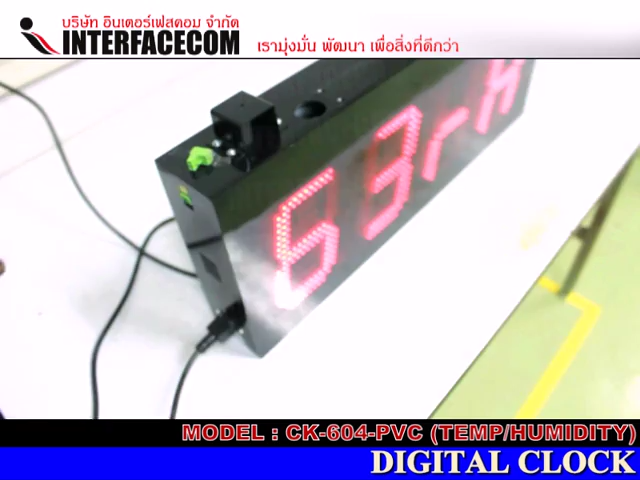 บริษัท อินเตอร์เฟสคอม จำกัด
INTERFACECOM
เรามุ่งมั่น พัฒนา เพื่อสิ่งที่ดีกว่า
63rH
MODEL : CK-604-PVC (TEMP/HUMIDITY)
DIGITAL CLOCK